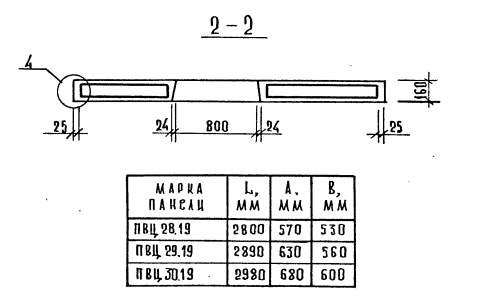 2-2
4
160
25 24 800 24 25
МАРКА ПАНЕЛИ L, ММ А, ММ В, ММ
ПВЦ 28.19 2800 570 530
ПВЦ 29.19 2890 630 560
ПВЦ 30.19 2980 680 600